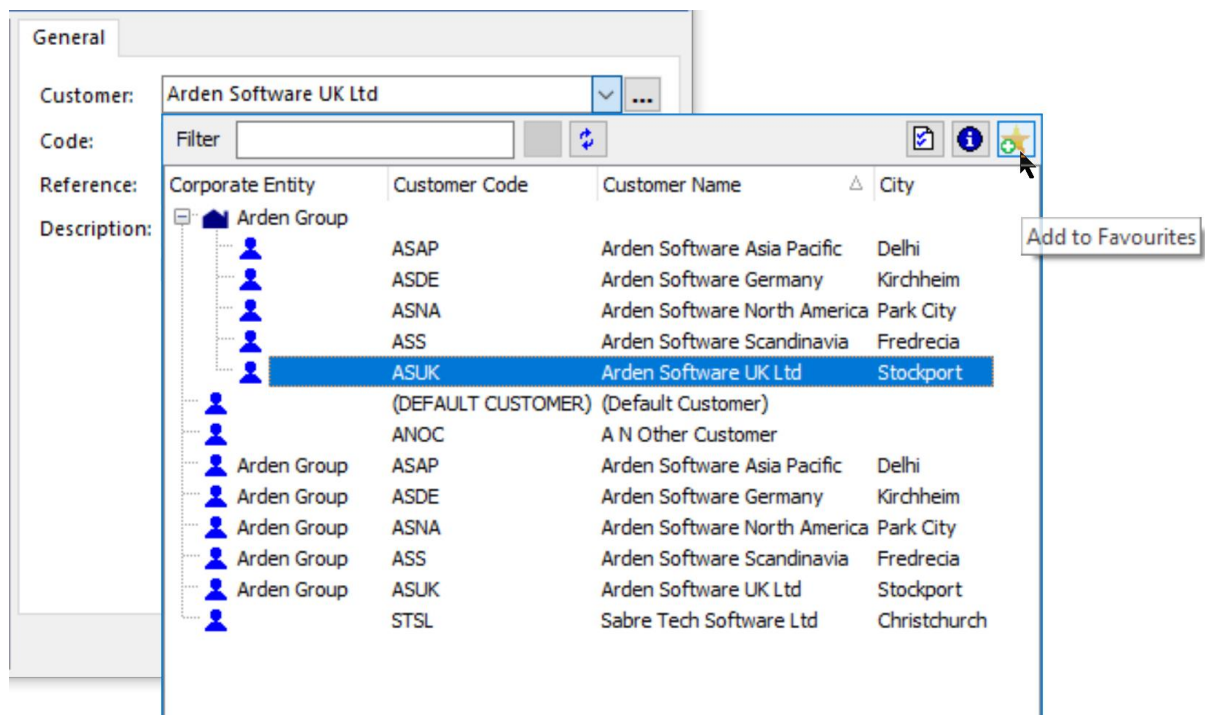 General
Customer: Arden Software UK Ltd ...
Code:
Filter
Reference:
Corporate Entity Customer Code Customer Name City
Description:
Arden Group
Add to Favourites
ASAP Arden Software Asia Pacific Delhi
ASDE Arden Software Germany Kirchheim
ASNA Arden Software North America Park City
ASS Arden Software Scandinavia Fredrecia
ASUK Arden Software UK Ltd Stockport
(DEFAULT CUSTOMER) (Default Customer)
ANOC A N Other Customer
Arden Group ASAP Arden Software Asia Pacific Delhi
Arden Group ASDE Arden Software Germany Kirchheim
Arden Group ASNA Arden Software North America Park City
Arden Group ASS Arden Software Scandinavia Fredrecia
Arden Group ASUK Arden Software UK Ltd Stockport
STSL Sabre Tech Software Ltd Christchurch